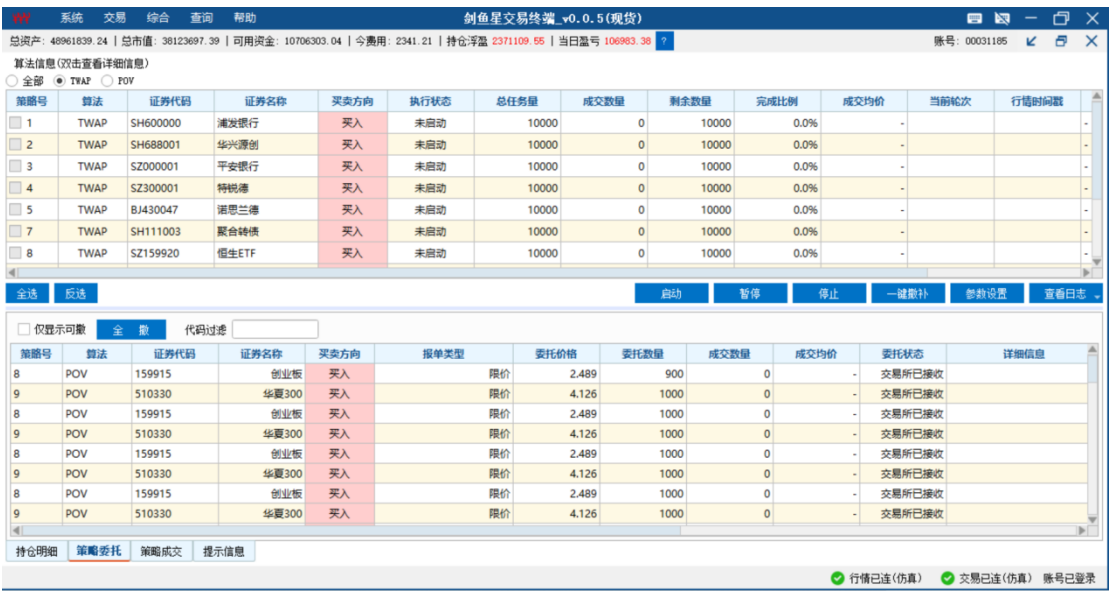 系统 交易 综合 查询 帮助 剑鱼星交易终端_v0.0.5(现货)
总资产: 48961839.24 | 总市值: 38123697.39 | 可用资金: 10706303.04 | 今费用: 2341.21 | 持仓浮盈 2371109.55 | 当日盈亏 106983.38 ? 账号: 00031185
算法信息(双击查看详细信息)
全部 TWAP POV
策略号 算法 证券代码 证券名称 买卖方向 执行状态 总任务量 成交数量 剩余数量 完成比例 成交均价 当前轮次 行情时间戳
1 TWAP SH600000 浦发银行 买入 未启动 10000 0 10000 0.0% - -
2 TWAP SH688001 华兴源创 买入 未启动 10000 0 10000 0.0% - -
3 TWAP SZ000001 平安银行 买入 未启动 10000 0 10000 0.0% - -
4 TWAP SZ300001 特锐德 买入 未启动 10000 0 10000 0.0% - -
5 TWAP BJ430047 诺思兰德 买入 未启动 10000 0 10000 0.0% - -
7 TWAP SH111003 聚合转债 买入 未启动 10000 0 10000 0.0% - -
8 TWAP SZ159920 恒生ETF 买入 未启动 10000 0 10000 0.0% - -
全选 反选 启动 暂停 停止 一键撤补 参数设置 查看日志
仅显示可撤 全 撤 代码过滤
策略号 算法 证券代码 证券名称 买卖方向 报单类型 委托价格 委托数量 成交数量 成交均价 委托状态 详细信息
8 POV 159915 创业板 买入 限价 2.489 900 0 - 交易所已接收
9 POV 510330 华夏300 买入 限价 4.126 1000 0 - 交易所已接收
8 POV 159915 创业板 买入 限价 2.489 1000 0 - 交易所已接收
9 POV 510330 华夏300 买入 限价 4.126 1000 0 - 交易所已接收
8 POV 159915 创业板 买入 限价 2.489 1000 0 - 交易所已接收
9 POV 510330 华夏300 买入 限价 4.126 1000 0 - 交易所已接收
8 POV 159915 创业板 买入 限价 2.489 1000 0 - 交易所已接收
9 POV 510330 华夏300 买入 限价 4.126 1000 0 - 交易所已接收
持仓明细 策略委托 策略成交 提示信息
行情已连(仿真) 交易已连(仿真) 账号已登录